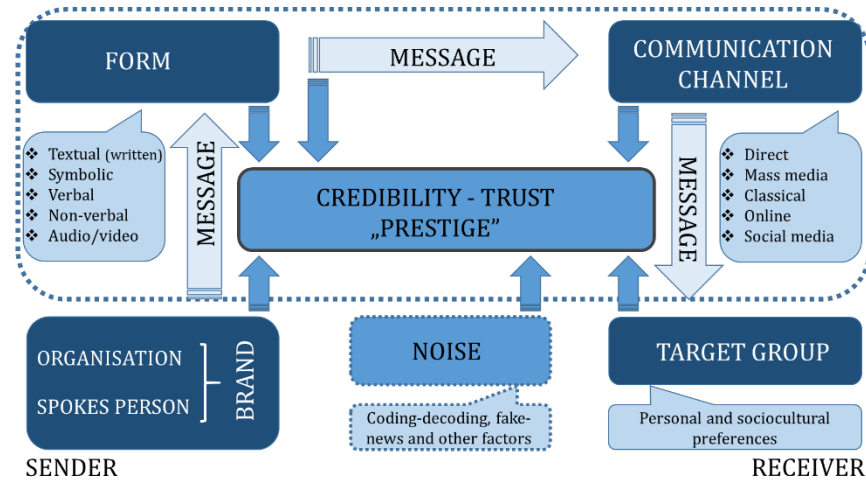 FORM
MESSAGE
COMMUNICATION
CHANNEL
❖ Textual (written)
❖ Symbolic
❖ Verbal
❖ Non-verbal
❖ Audio/video
MESSAGE
CREDIBILITY - TRUST
„PRESTIGE”
MESSAGE
❖ Direct
❖ Mass media
❖ Classical
❖ Online
❖ Social media
ORGANISATION
SPOKES PERSON
BRAND
NOISE
Coding-decoding, fake-
news and other factors
TARGET GROUP
Personal and sociocultural
preferences
SENDER
RECEIVER